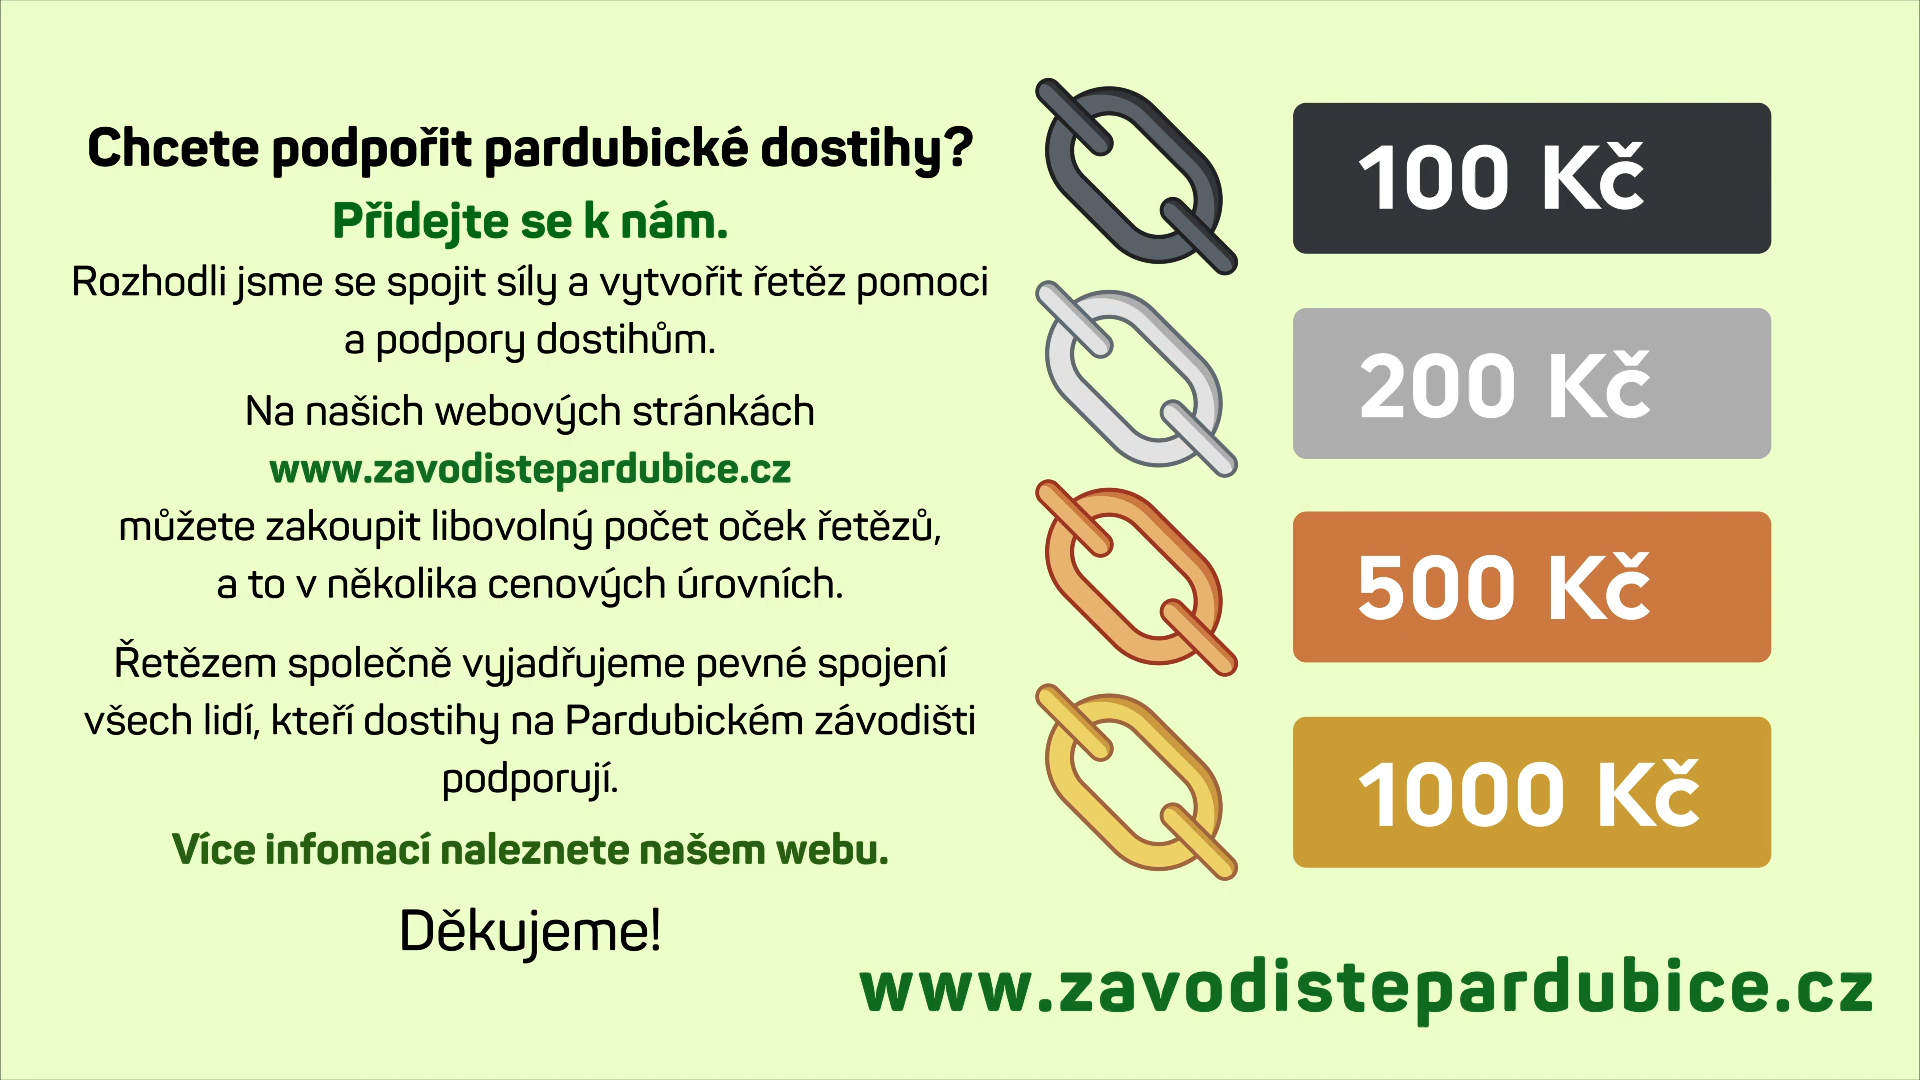 Chcete podpořit pardubické dostihy?
Přidejte se k nám.
Rozhodli jsme se spojit síly a vytvořit řetěz pomoci
a podpory dostihům.
Na našich webových stránkách
www.zavodistepardubice.cz
můžete zakoupit libovolný počet oček řetězů,
a to v několika cenových úrovních.
Řetězem společně vyjadřujeme pevné spojení
všech lidí, kteří dostihy na Pardubickém závodišti
podporují.
Více infomací naleznete našem webu.
Děkujeme!
100 Kč
200 Kč
500 Kč
1000 Kč
www.zavodistepardubice.cz